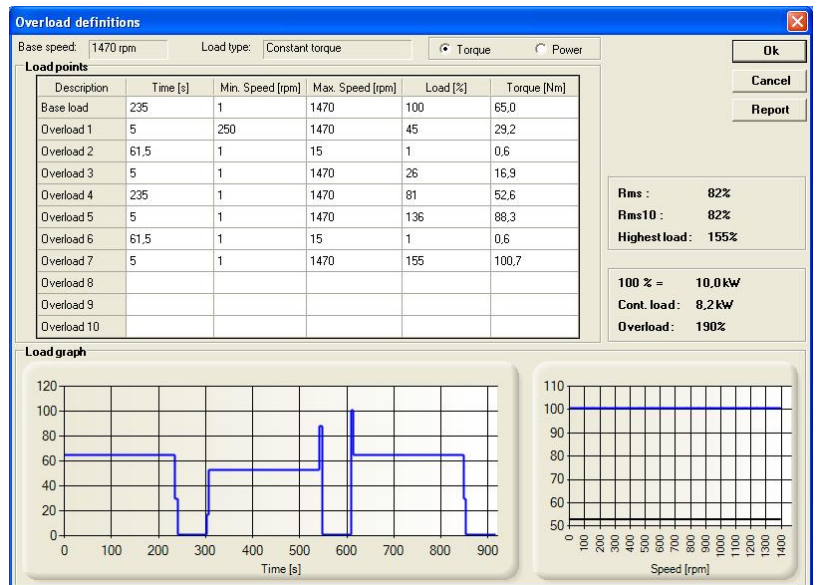 Overload definitions
Base speed: 1470 rpm Load type: Constant torque Torque Power
Ok
Cancel
Report
Load points
Description Time [s] Min. Speed [rpm] Max. Speed [rpm] Load [%] Torque [Nm]
Base load 235 1 1470 100 65,0
Overload 1 5 250 1470 45 29,2
Overload 2 61,5 1 15 1 0,6
Overload 3 5 1 1470 26 16,9
Overload 4 235 1 1470 81 52,6
Overload 5 5 1 1470 136 88,3
Overload 6 61,5 1 15 1 0,6
Overload 7 5 1 1470 155 100,7
Overload 8
Overload 9
Overload 10
Rms : 82%
Rms10 : 82%
Highest load : 155%
100 % = 10,0 kW
Cont. load : 8,2 kW
Overload : 190%
Load graph
120
100
80
60
40
20
0
0 100 200 300 400 500 600 700 800 900
Time [s]
110
100
90
80
70
60
50
0 100 200 300 400 500 600 700 800 900 1000 1100 1200 1300 1400
Speed [rpm]